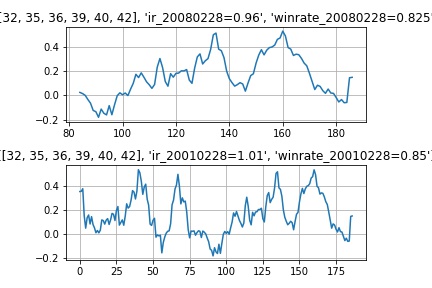 [32, 35, 36, 39, 40, 42], 'ir_20080228=0.96', 'winrate_20080228=0.825'
0.4
0.2
0.0
−0.2
80 100 120 140 160 180
[[32, 35, 36, 39, 40, 42], 'ir_20010228=1.01', 'winrate_20010228=0.85']
0.4
0.2
0.0
−0.2
0 25 50 75 100 125 150 175